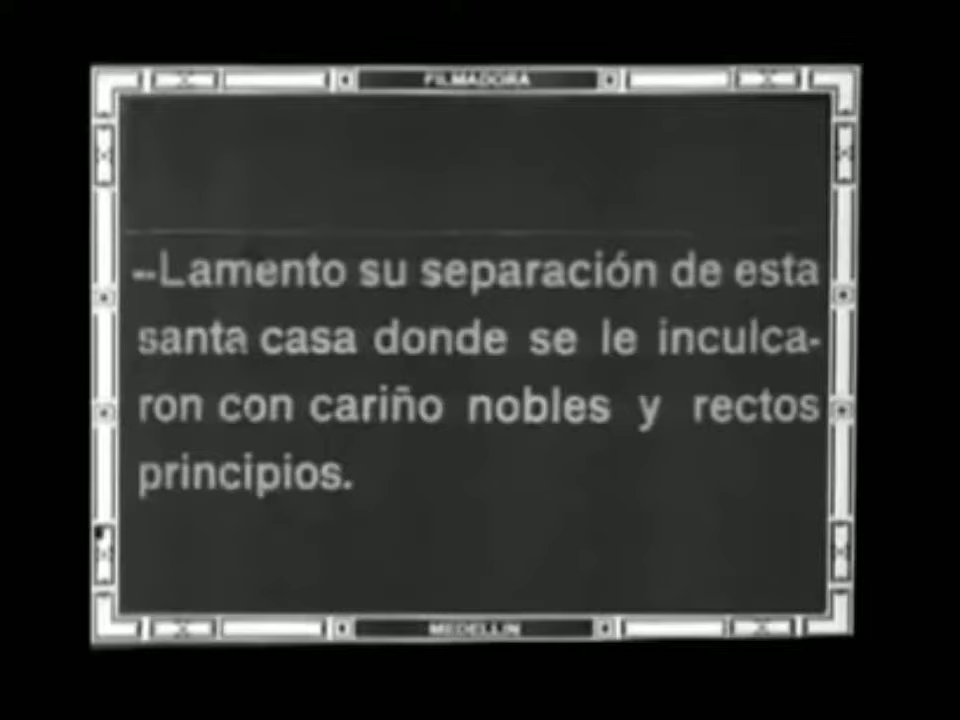 FILMADORA
--Lamento su separación de esta
santa casa donde se le inculca-
ron con cariño nobles y rectos
principios.
MEDELLIN